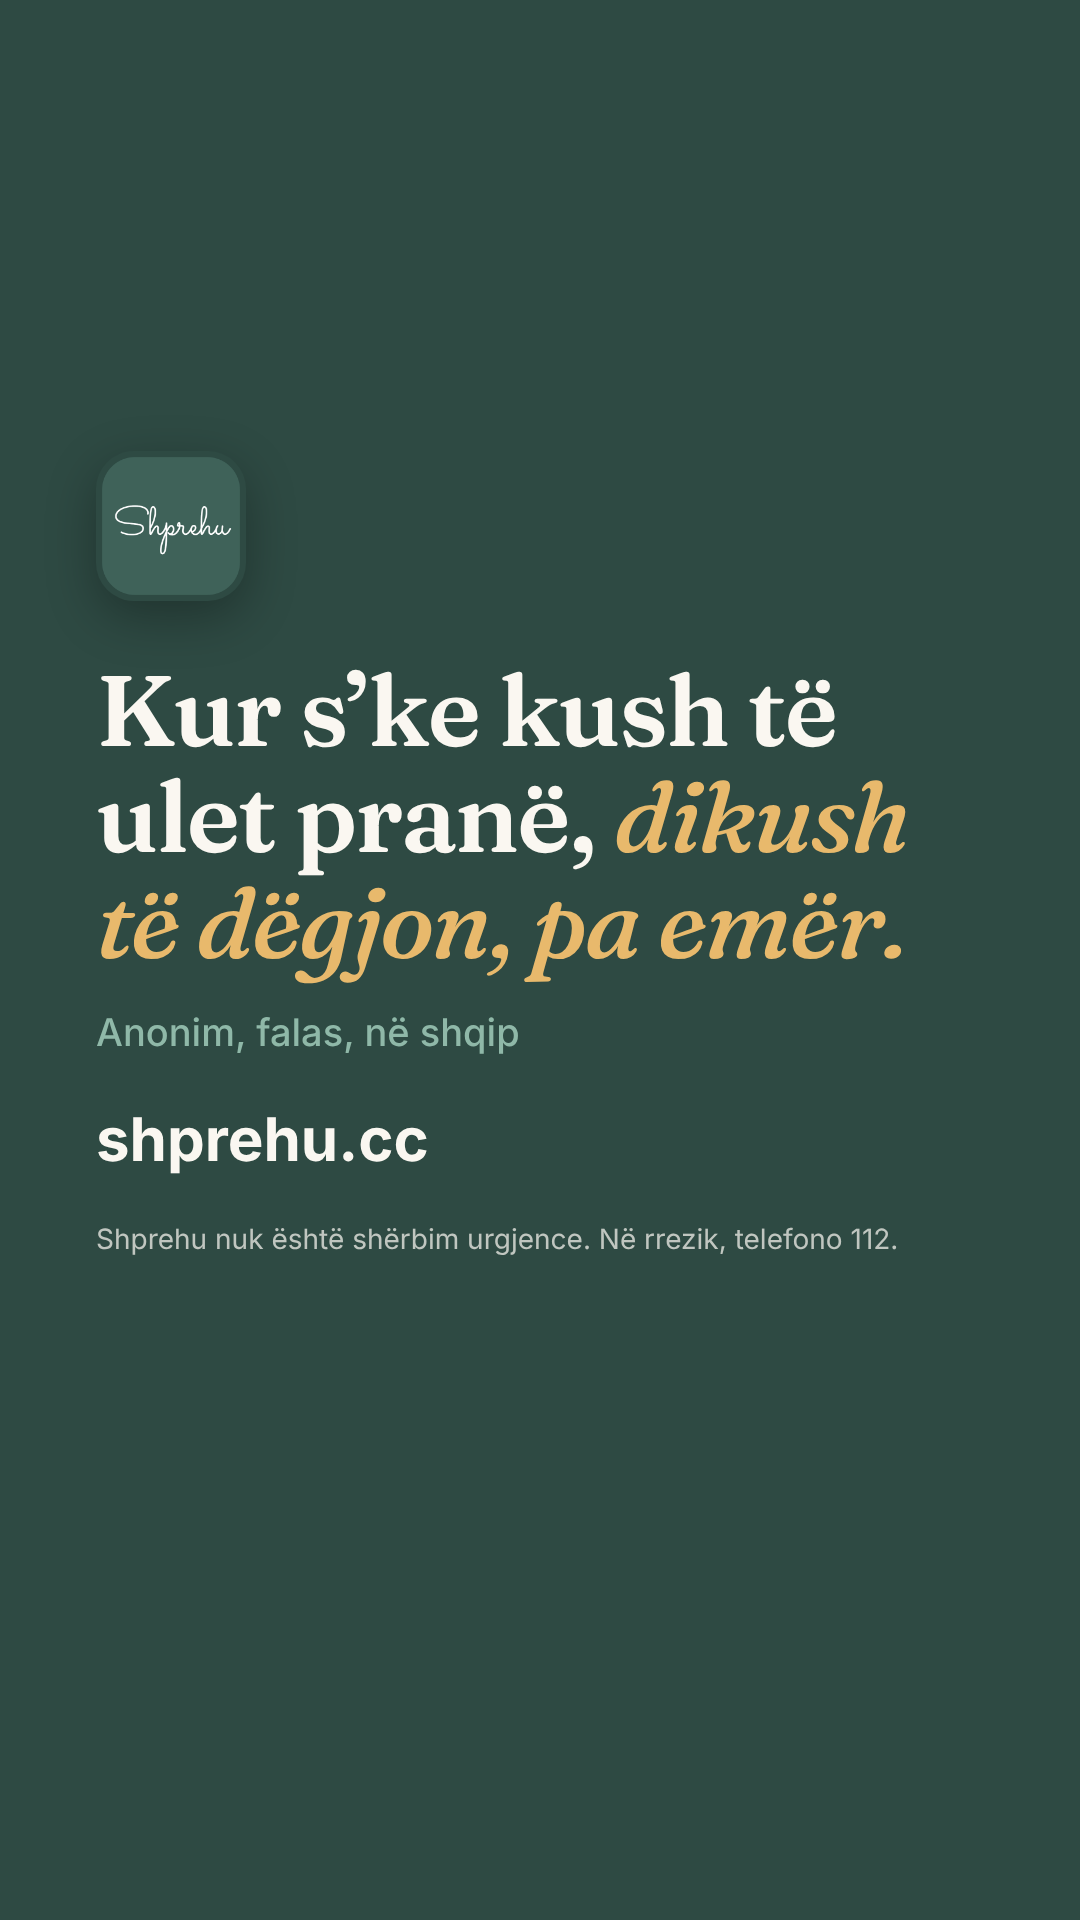 Shprehu
Kur s’ke kush të
ulet pranë, dikush
të dëgjon, pa emër.
Anonim, falas, në shqip
shprehu.cc
Shprehu nuk është shërbim urgjence. Në rrezik, telefono 112.